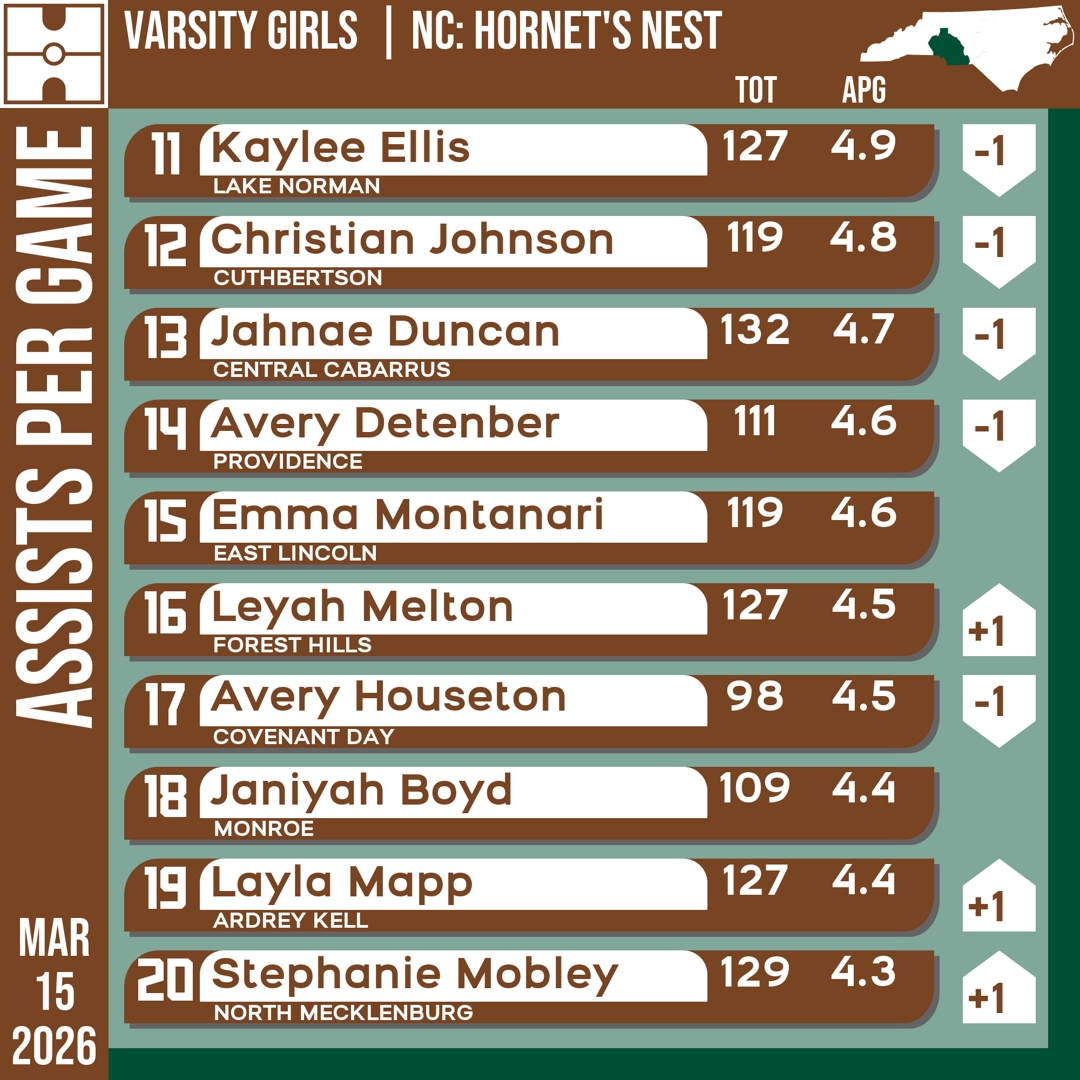 VARSITY GIRLS | NC: HORNET'S NEST
TOT APG
ASSISTS PER GAME
11 Kaylee Ellis 127 4.9 -1
LAKE NORMAN
12 Christian Johnson 119 4.8 -1
CUTHBERTSON
13 Jahnae Duncan 132 4.7 -1
CENTRAL CABARRUS
14 Avery Detenber 111 4.6 -1
PROVIDENCE
15 Emma Montanari 119 4.6
EAST LINCOLN
16 Leyah Melton 127 4.5 +1
FOREST HILLS
17 Avery Houseton 98 4.5 -1
COVENANT DAY
18 Janiyah Boyd 109 4.4
MONROE
19 Layla Mapp 127 4.4 +1
ARDREY KELL
20 Stephanie Mobley 129 4.3 +1
NORTH MECKLENBURG
MAR
15
2026